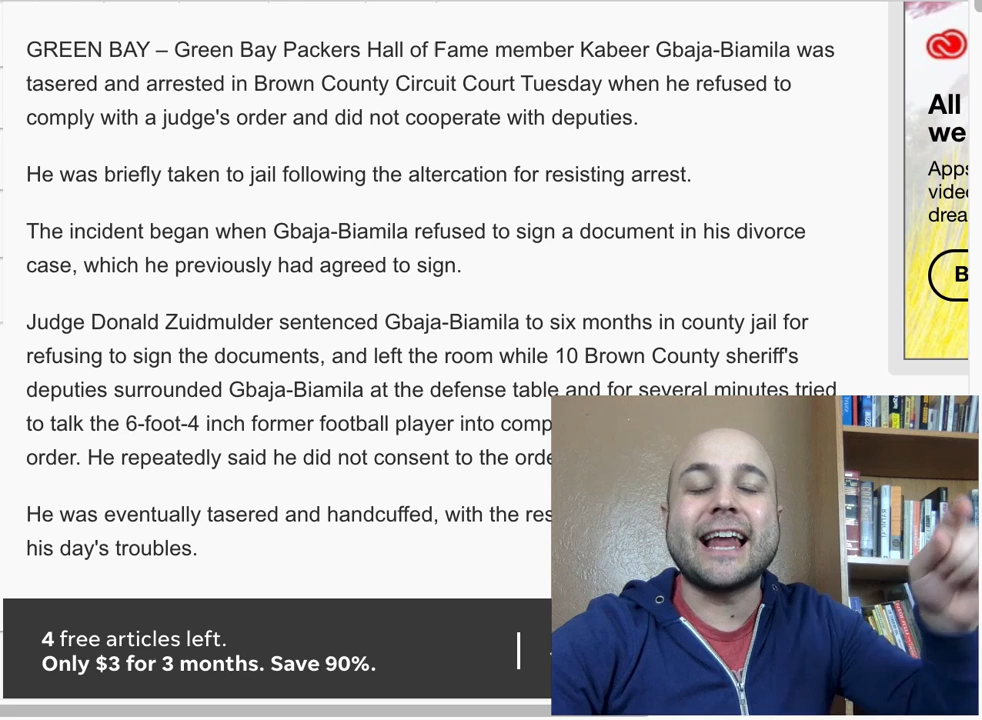 GREEN BAY – Green Bay Packers Hall of Fame member Kabeer Gbaja-Biamila was
tasered and arrested in Brown County Circuit Court Tuesday when he refused to
comply with a judge's order and did not cooperate with deputies.
He was briefly taken to jail following the altercation for resisting arrest.
The incident began when Gbaja-Biamila refused to sign a document in his divorce
case, which he previously had agreed to sign.
Judge Donald Zuidmulder sentenced Gbaja-Biamila to six months in county jail for
refusing to sign the documents, and left the room while 10 Brown County sheriff's
deputies surrounded Gbaja-Biamila at the defense table and for several minutes tried
to talk the 6-foot-4 inch former football player into comp
order. He repeatedly said he did not consent to the orde
He was eventually tasered and handcuffed, with the res
his day's troubles.
4 free articles left.
Only $3 for 3 months. Save 90%.
All
we
Apps
vide
drea
B